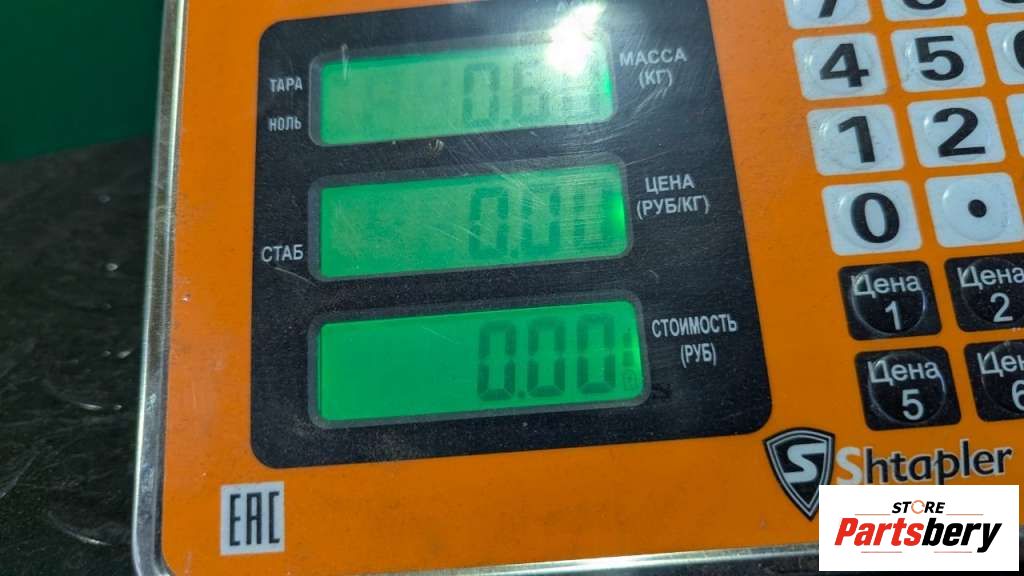 МАССА
(КГ)
ТАРА
НОЛЬ
ЦЕНА
(РУБ/КГ)
0.00
СТАБ
СТОИМОСТЬ
(РУБ)
0.00
4 5
1 2
0 .
Цена Цена
1 2
Цена
5 6
EAC
S Shtapler
STORE
Partsbery